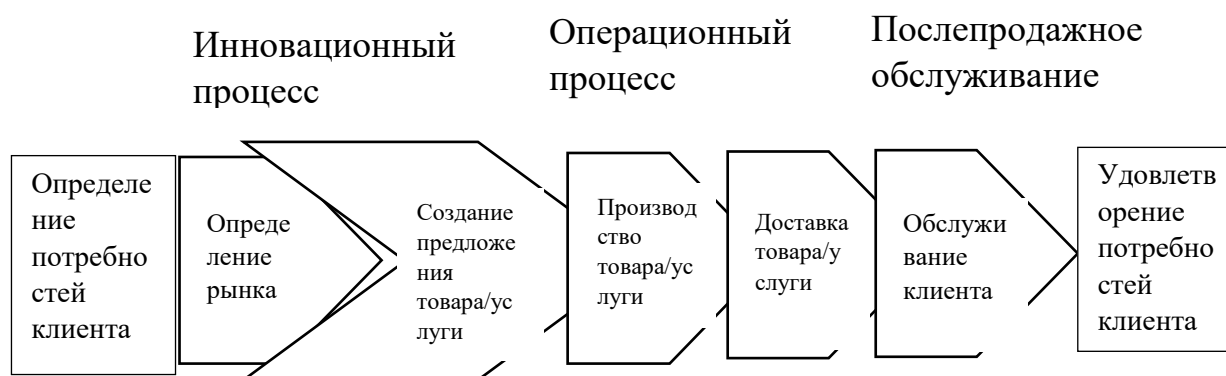 Инновационный
процесс
Операционный
процесс
Послепродажное
обслуживание
Определе
ние
потребно
стей
клиента
Опреде
ление
рынка
Создание
предложе
ния
товара/ус
луги
Производ
ство
товара/ус
луги
Доставка
товара/у
слуги
Обслужи
вание
клиента
Удовлетв
орение
потребно
стей
клиента